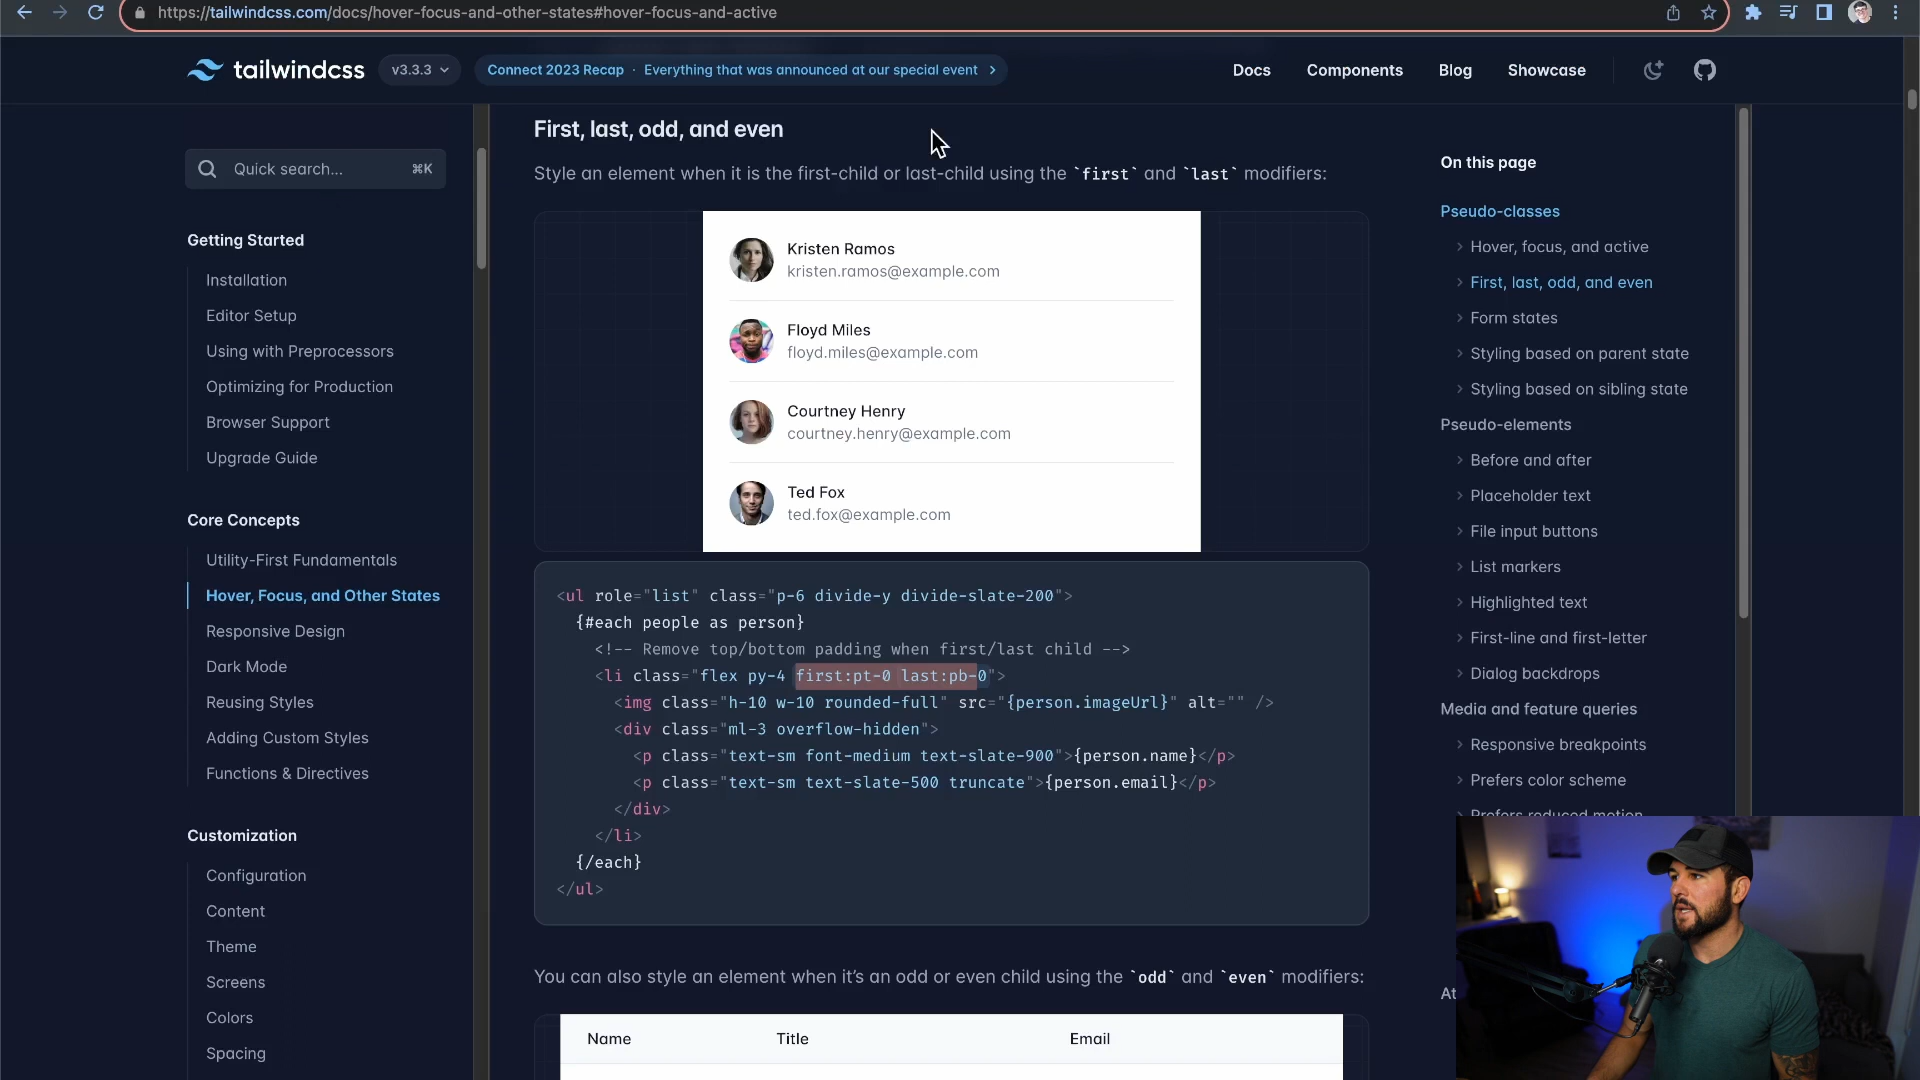 https://tailwindcss.com/docs/hover-focus-and-other-states#hover-focus-and-active
tailwindcss
v3.3.3
Connect 2023 Recap · Everything that was announced at our special event
Docs
Components
Blog
Showcase
Quick search...
⌘K
Getting Started
Installation
Editor Setup
Using with Preprocessors
Optimizing for Production
Browser Support
Upgrade Guide
Core Concepts
Utility-First Fundamentals
Hover, Focus, and Other States
Responsive Design
Dark Mode
Reusing Styles
Adding Custom Styles
Functions & Directives
Customization
Configuration
Content
Theme
Screens
Colors
Spacing
First, last, odd, and even
Style an element when it is the first-child or last-child using the `first` and `last` modifiers:
Kristen Ramos
kristen.ramos@example.com
Floyd Miles
floyd.miles@example.com
Courtney Henry
courtney.henry@example.com
Ted Fox
ted.fox@example.com
<ul role="list" class="p-6 divide-y divide-slate-200">
{#each people as person}
<!-- Remove top/bottom padding when first/last child -->
<li class="flex py-4 first:pt-0 last:pb-0">
<img class="h-10 w-10 rounded-full" src="{person.imageUrl}" alt="" />
<div class="ml-3 overflow-hidden">
<p class="text-sm font-medium text-slate-900">{person.name}</p>
<p class="text-sm text-slate-500 truncate">{person.email}</p>
</div>
</li>
{/each}
</ul>
You can also style an element when it’s an odd or even child using the `odd` and `even` modifiers:
Name
Title
Email
On this page
Pseudo-classes
Hover, focus, and active
First, last, odd, and even
Form states
Styling based on parent state
Styling based on sibling state
Pseudo-elements
Before and after
Placeholder text
File input buttons
List markers
Highlighted text
First-line and first-letter
Dialog backdrops
Media and feature queries
Responsive breakpoints
Prefers color scheme
Prefers reduced motion
At